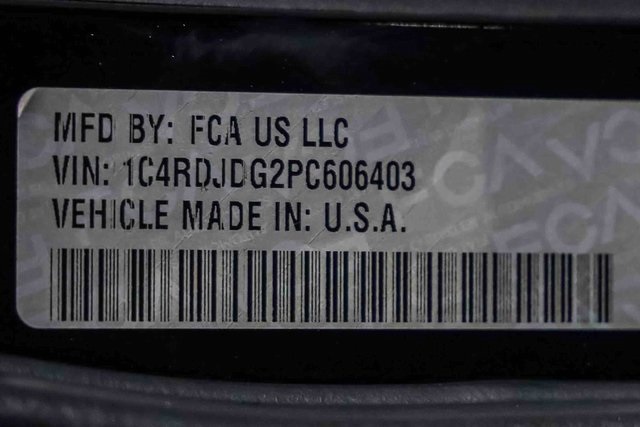 MFD BY: FCA US LLC
VIN: 1C4RDJDG2PC606403
VEHICLE MADE IN: U.S.A.